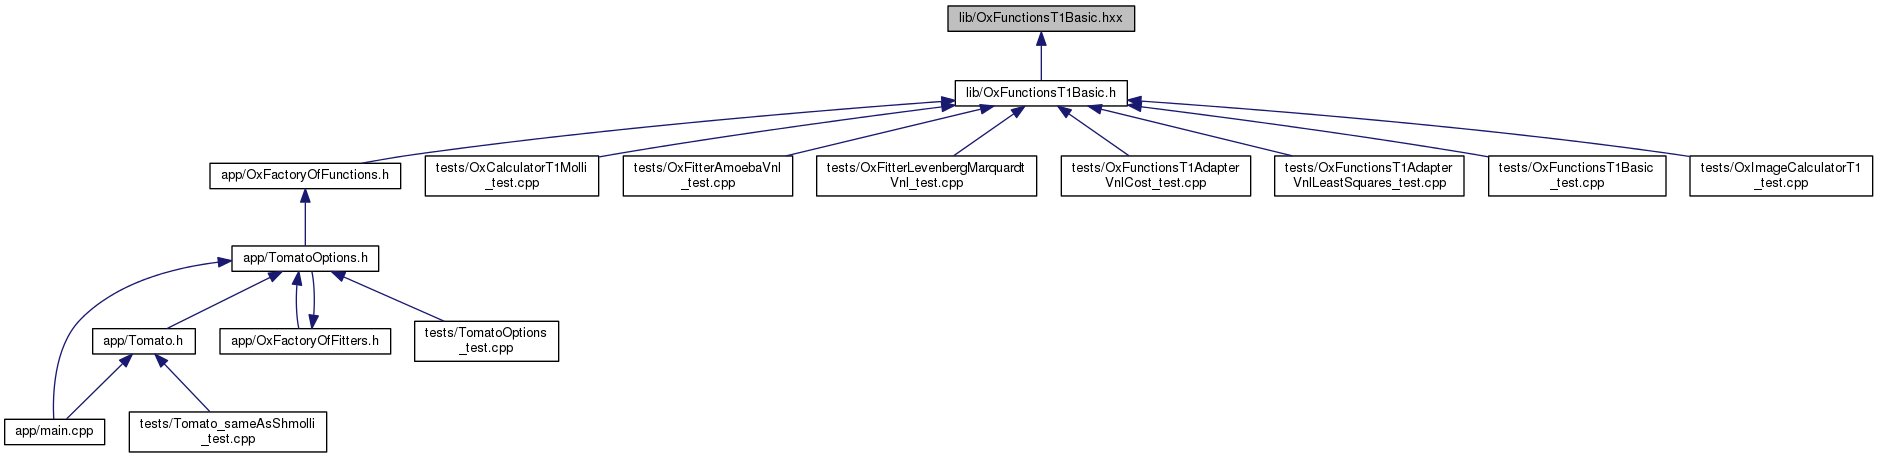 lib/OxFunctionsT1Basic.hxx
lib/OxFunctionsT1Basic.h
app/OxFactoryOfFunctions.h
tests/OxCalculatorT1Molli
_test.cpp
tests/OxFitterAmoebaVnl
_test.cpp
tests/OxFitterLevenbergMarquardt
Vnl_test.cpp
tests/OxFunctionsT1Adapter
VnlCost_test.cpp
tests/OxFunctionsT1Adapter
VnlLeastSquares_test.cpp
tests/OxFunctionsT1Basic
_test.cpp
tests/OxImageCalculatorT1
_test.cpp
app/TomatoOptions.h
app/Tomato.h
app/OxFactoryOfFitters.h
tests/TomatoOptions
_test.cpp
app/main.cpp
tests/Tomato_sameAsShmolli
_test.cpp